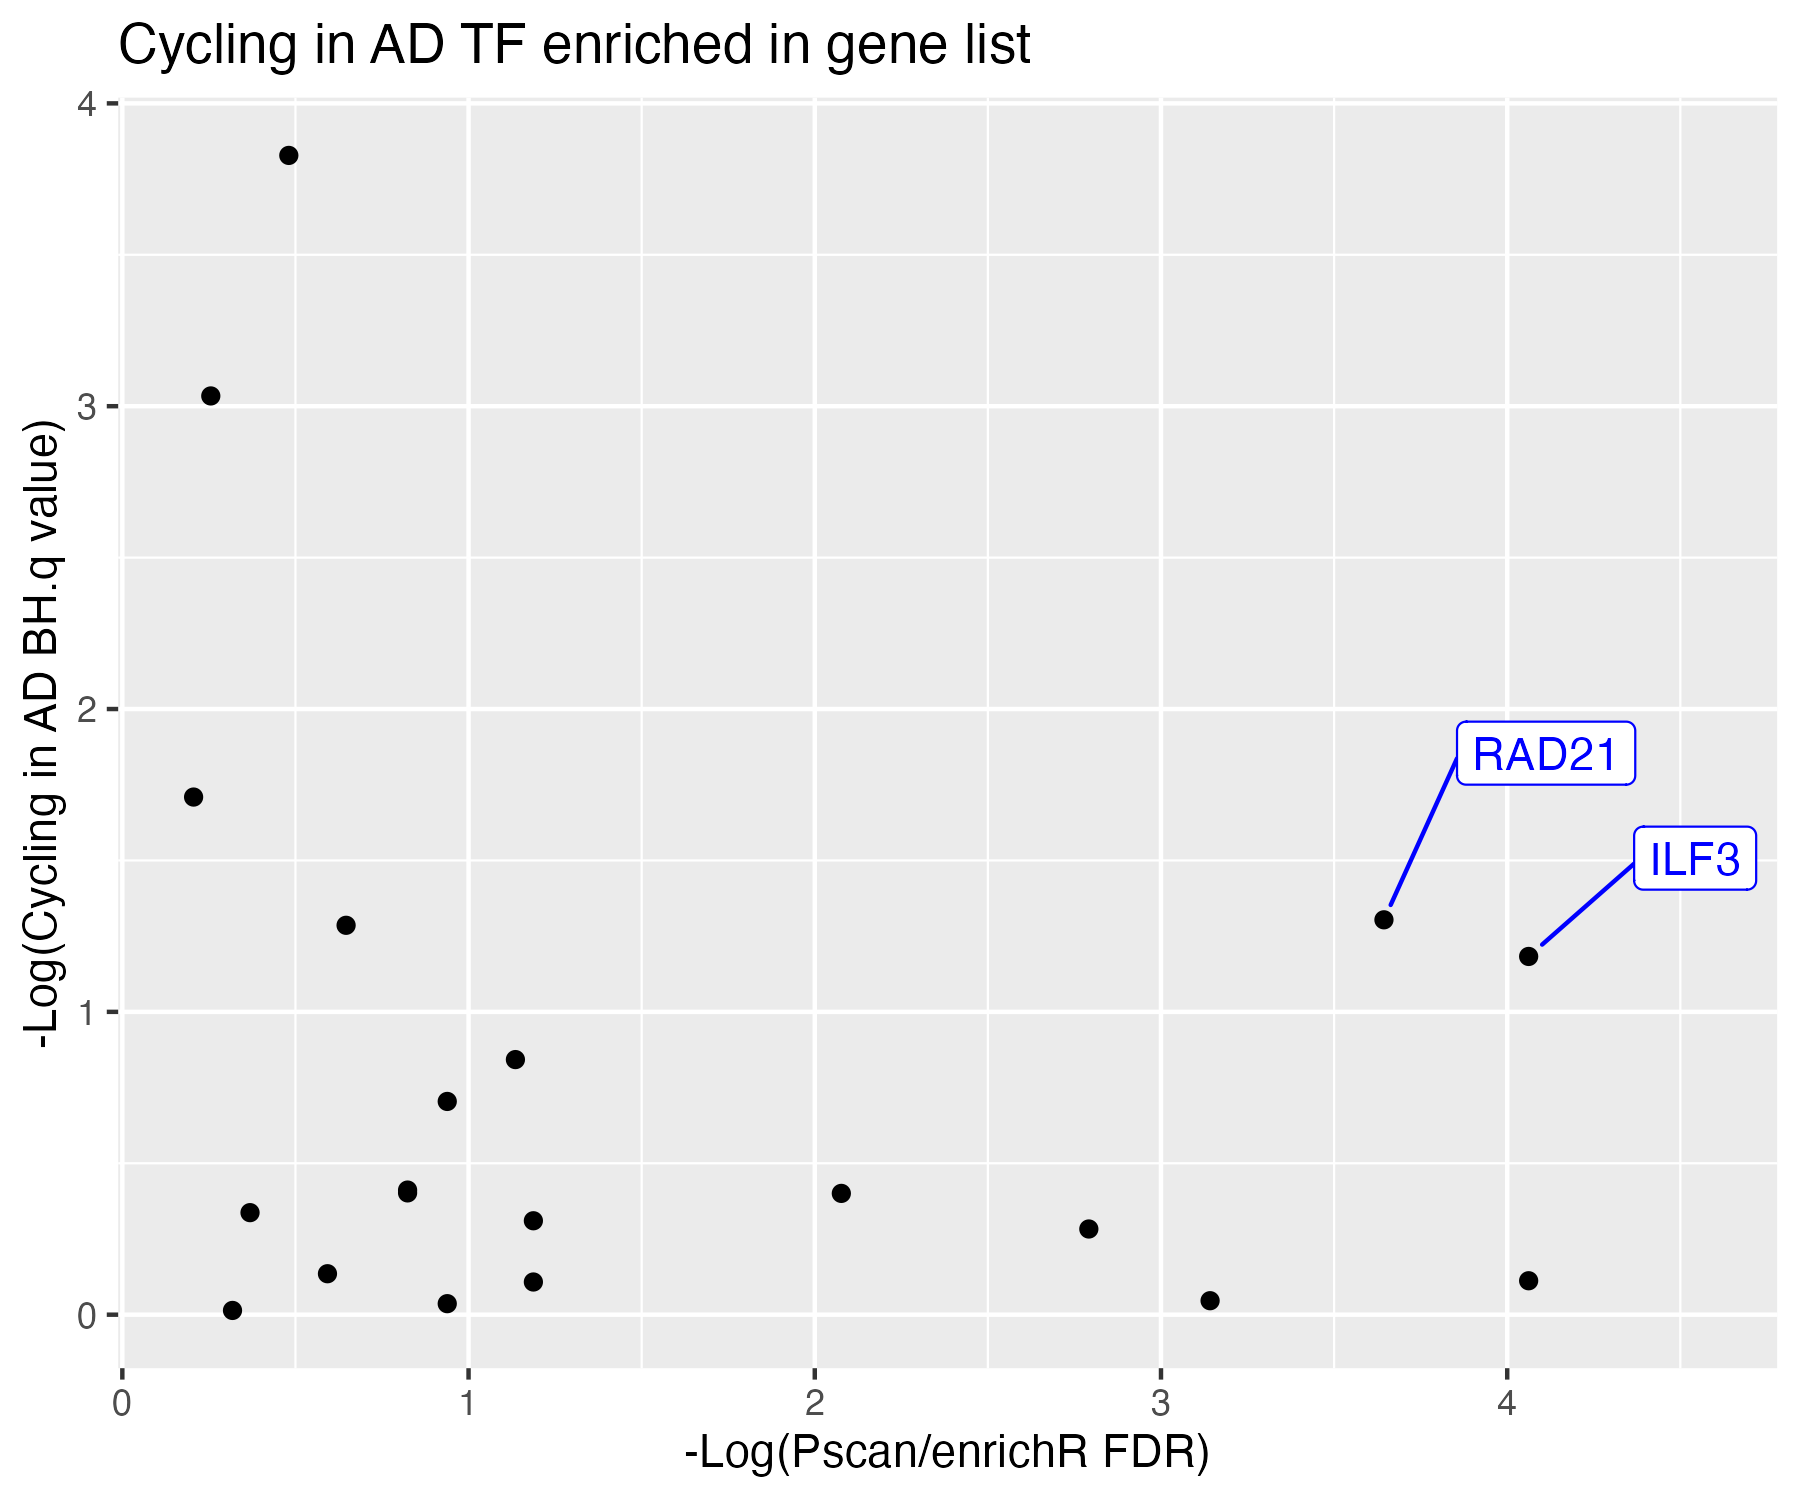 Cycling in AD TF enriched in gene list
-Log(Cycling in AD BH.q value)
4
3
2
1
0
RAD21
ILF3
0 1 2 3 4
-Log(Pscan/enrichR FDR)